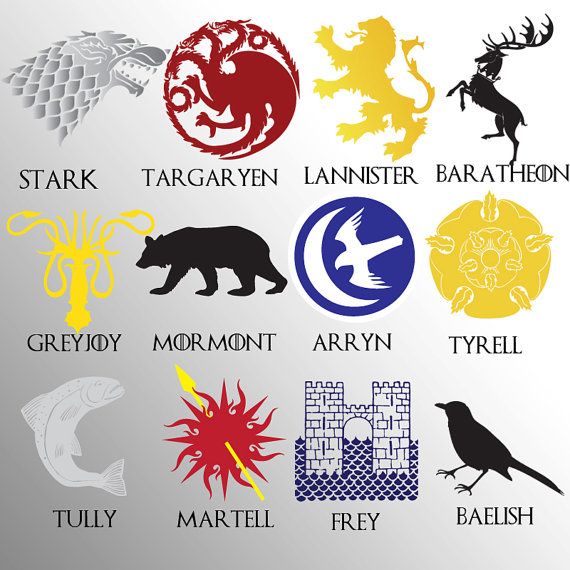 STARK
TARGARYEN
LANNISTER
BARATHEON
GREYJOY
MORMONT
ARRYN
TYRELL
TULLY
MARTELL
FREY
BAELISH